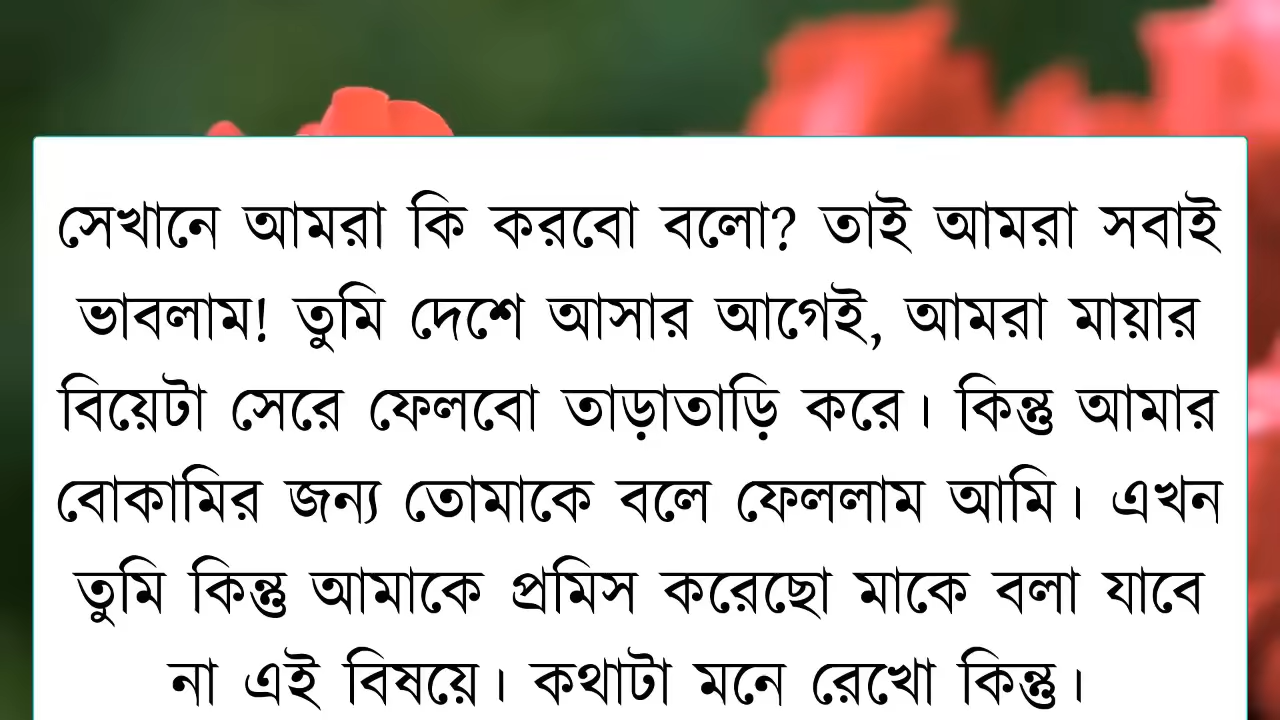 সেখানে আমরা কি করবো বলো? তাই আমরা সবাই
ভাবলাম! তুমি দেশে আসার আগেই, আমরা মায়ার
বিয়েটা সেরে ফেলবো তাড়াতাড়ি করে। কিন্তু আমার
বোকামির জন্য তোমাকে বলে ফেললাম আমি। এখন
তুমি কিন্তু আমাকে প্রমিস করেছো মাকে বলা যাবে
না এই বিষয়ে। কথাটা মনে রেখো কিন্তু।